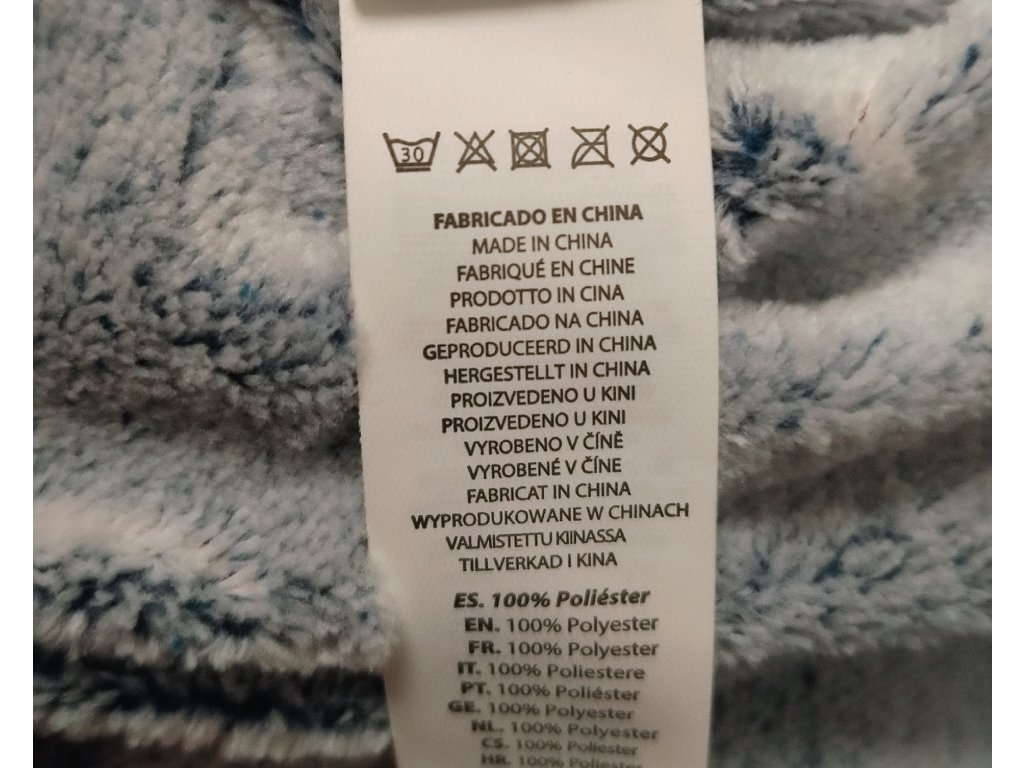 30
FABRICADO EN CHINA
MADE IN CHINA
FABRIQUÉ EN CHINE
PRODOTTO IN CINA
FABRICADO NA CHINA
GEPRODUCEERD IN CHINA
HERGESTELLT IN CHINA
PROIZVEDENO U KINI
PROIZVEDENO U KINI
VYROBENO V ČÍNĚ
VYROBENÉ V ČÍNE
FABRICAT IN CHINA
WYPRODUKOWANE W CHINACH
VALMISTETTU KIINASSA
TILLVERKAD I KINA
ES. 100% Poliéster
EN. 100% Polyester
FR. 100% Polyester
IT. 100% Poliestere
PT. 100% Poliéster
GE. 100% Polyester
NL. 100% Polyester
CS. 100% Poliester
HR. 100% Poliester